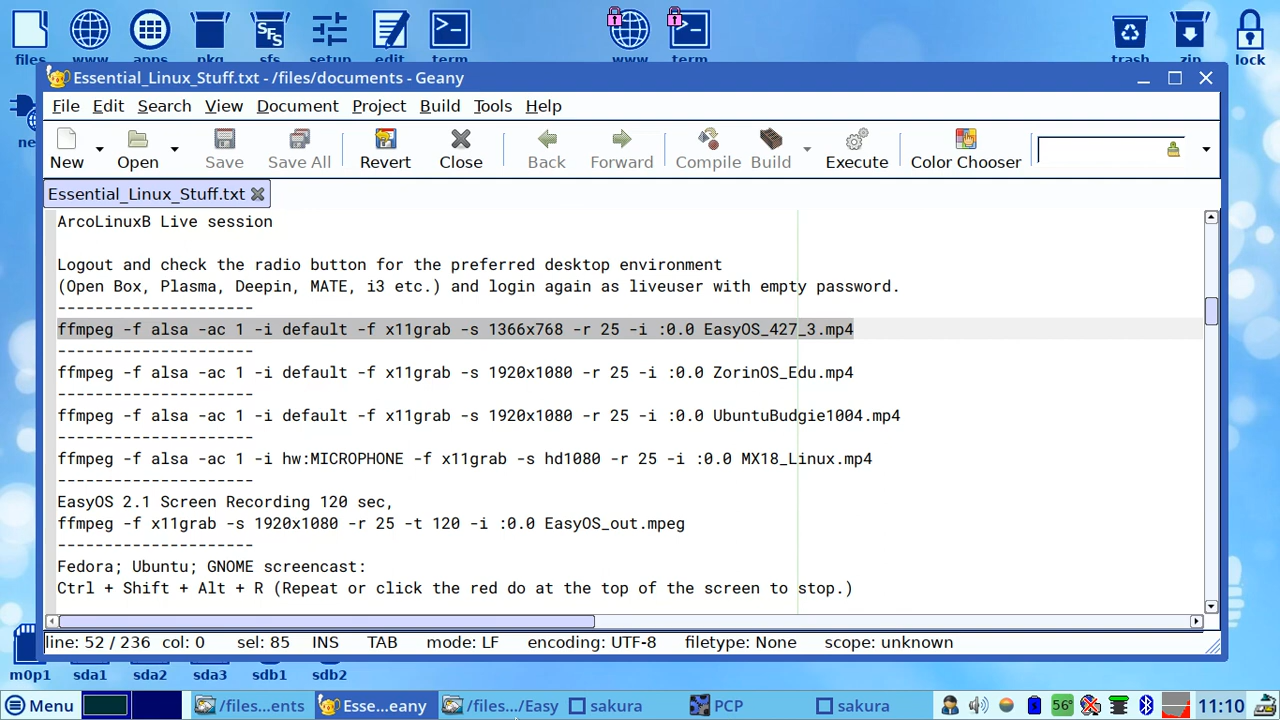 files www apps pkg sfs setup edit term www term trash zip lock
SFS
Essential_Linux_Stuff.txt - /files/documents - Geany
File Edit Search View Document Project Build Tools Help
New Open Save Save All Revert Close Back Forward Compile Build Execute Color Chooser
Essential_Linux_Stuff.txt
ArcoLinuxB Live session
Logout and check the radio button for the preferred desktop environment
(Open Box, Plasma, Deepin, MATE, i3 etc.) and login again as liveuser with empty password.
---------------------
ffmpeg -f alsa -ac 1 -i default -f x11grab -s 1366x768 -r 25 -i :0.0 EasyOS_427_3.mp4
---------------------
ffmpeg -f alsa -ac 1 -i default -f x11grab -s 1920x1080 -r 25 -i :0.0 ZorinOS_Edu.mp4
---------------------
ffmpeg -f alsa -ac 1 -i default -f x11grab -s 1920x1080 -r 25 -i :0.0 UbuntuBudgie1004.mp4
---------------------
ffmpeg -f alsa -ac 1 -i hw:MICROPHONE -f x11grab -s hd1080 -r 25 -i :0.0 MX18_Linux.mp4
---------------------
EasyOS 2.1 Screen Recording 120 sec,
ffmpeg -f x11grab -s 1920x1080 -r 25 -t 120 -i :0.0 EasyOS_out.mpeg
---------------------
Fedora; Ubuntu; GNOME screencast:
Ctrl + Shift + Alt + R (Repeat or click the red do at the top of the screen to stop.)
line: 52 / 236 col: 0 sel: 85 INS TAB mode: LF encoding: UTF-8 filetype: None scope: unknown
m0p1 sda1 sda2 sda3 sdb1 sdb2
Menu /files...ents Esse...eany /files.../Easy sakura PCP sakura 56° 11:10